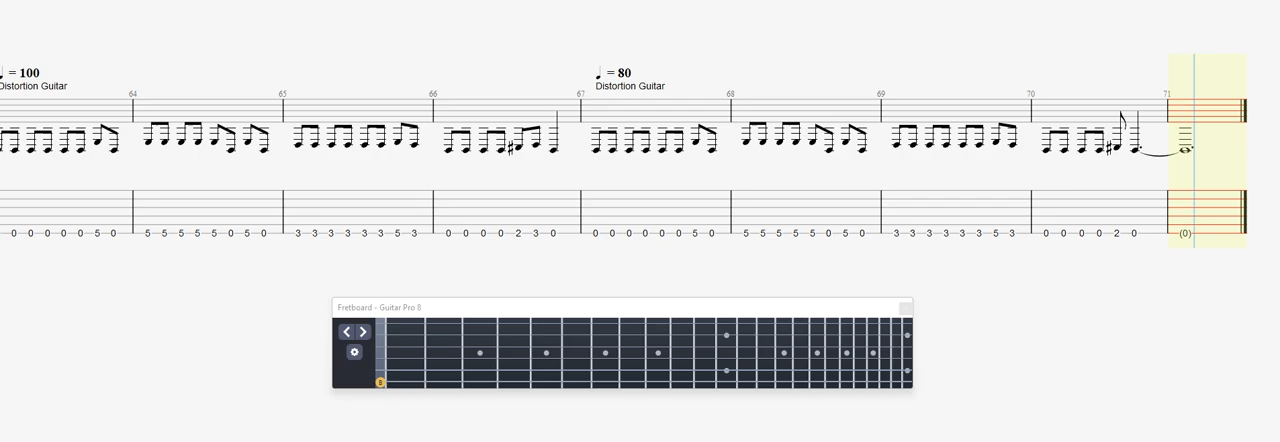 ♩ = 100
Distortion Guitar
♩ = 80
Distortion Guitar
64 65 66 67 68 69 70 71
0 0 0 0 0 5 0 5 5 5 5 5 0 5 0 3 3 3 3 3 3 5 3 0 0 0 0 2 3 0 0 0 0 0 0 0 5 0 5 5 5 5 5 0 5 0 3 3 3 3 3 3 5 3 0 0 0 0 2 0 (0)
Fretboard - Guitar Pro 8
B